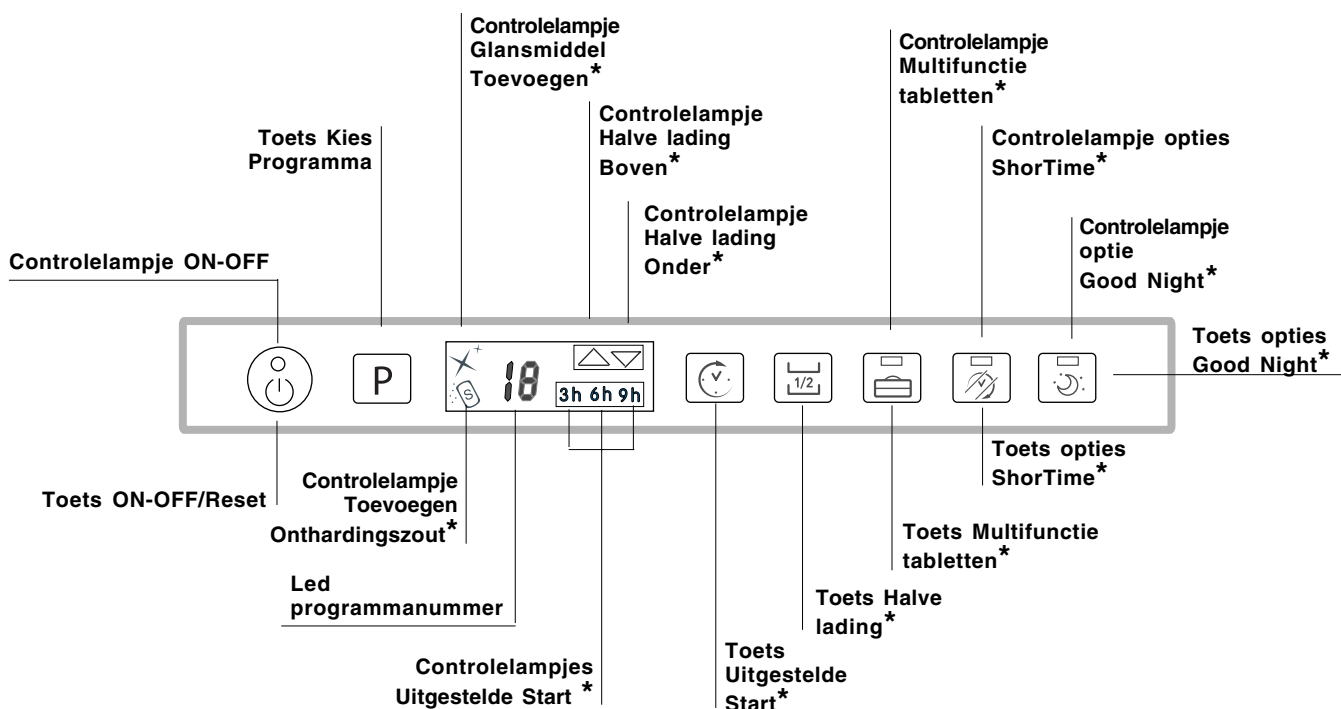 Controlelampje
Glansmiddel
Toevoegen*
Controlelampje
Multifunctie
tabletten*
Controlelampje
Halve lading
Boven*
Toets Kies
Programma
Controlelampje opties
ShorTime*
Controlelampje
Halve lading
Onder*
Controlelampje
optie
Good Night*
Controlelampje ON-OFF
Toets opties
Good Night*
P
S
18
3h 6h 9h
1/2
Toets ON-OFF/Reset
Controlelampje
Toevoegen
Onthardingszout*
Toets opties
ShorTime*
Toets Multifunctie
tabletten*
Led
programmanummer
Toets Halve
lading*
Controlelampjes
Uitgestelde Start *
Toets
Uitgestelde
Start*